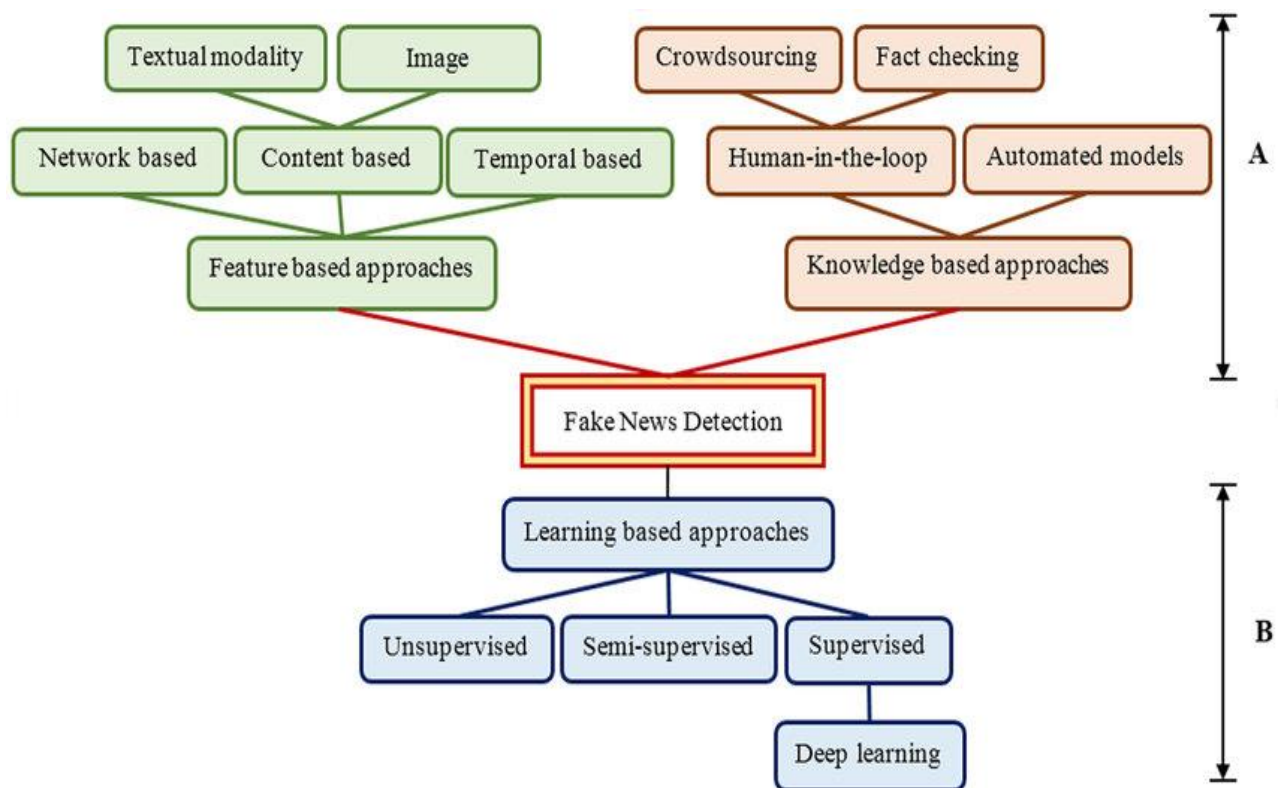 Textual modality
Image
Crowdsourcing
Fact checking
Network based
Content based
Temporal based
Human-in-the-loop
Automated models
A
Feature based approaches
Knowledge based approaches
Fake News Detection
Learning based approaches
Unsupervised
Semi-supervised
Supervised
B
Deep learning